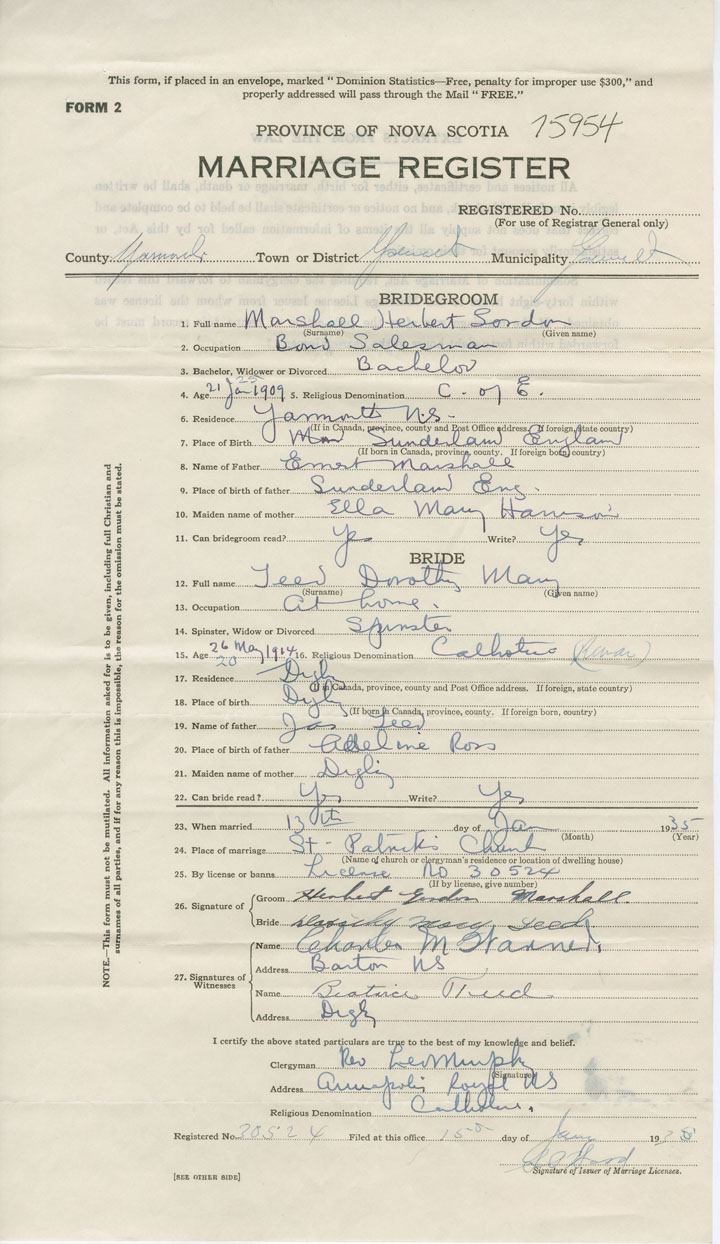 This form, if placed in an envelope, marked " Dominion Statistics—Free, penalty for improper use $300," and
properly addressed will pass through the Mail " FREE."
FORM 2
PROVINCE OF NOVA SCOTIA 15954
MARRIAGE REGISTER
REGISTERED No.
(For use of Registrar General only)
County Yarmouth Town or District Municipality
BRIDEGROOM
1. Full name Marshall Herbert Gordon
(Surname) (Given name)
2. Occupation Bond Salesman
3. Bachelor, Widower or Divorced Bachelor
4. Age 21 Jan 1909 25 5. Religious Denomination C. of E.
6. Residence Yarmouth N.S.
(If in Canada, province, county and Post Office address. If foreign, state country)
7. Place of Birth Sunderland England
(If born in Canada, province, county. If foreign born, country)
8. Name of Father Ernest Marshall
9. Place of birth of father Sunderland Eng.
10. Maiden name of mother Ella Mary Harrison
11. Can bridegroom read? Yes Write? Yes
BRIDE
12. Full name Teed Dorothy Mary
(Surname) (Given name)
13. Occupation At home.
14. Spinster, Widow or Divorced Spinster
15. Age 26 May 1914 20 16. Religious Denomination Catholic
17. Residence Digby
(If in Canada, province, county and Post Office address. If foreign, state country)
18. Place of birth Digby
(If born in Canada, province, county. If foreign born, country)
19. Name of father Jas Teed
20. Place of birth of father Adeline Ross
21. Maiden name of mother Digby
22. Can bride read? Yes Write? Yes
23. When married 13th day of Jan 1935
(Month) (Year)
24. Place of marriage St - Patricks Church
(Name of church or clergyman's residence or location of dwelling house)
25. By license or banns License No 30524
(If by license, give number)
26. Signature of
Groom Herbert Gordon Marshall.
Bride Dorothy Mary Teed
27. Signatures of Witnesses
Name Charles M Warner.
Address Barton NS
Name Beatrice Teed
Address Digby
I certify the above stated particulars are true to the best of my knowledge and belief.
Clergyman Rev Leo Murphy
(Signature)
Address Annapolis Royal NS
Religious Denomination Catholic.
Registered No. 30524 Filed at this office 15th day of Jany 1935
Signature of Issuer of Marriage Licenses.
[SEE OTHER SIDE]
NOTE.—This form must not be mutilated. All information asked for is to be given, including full Christian and
surnames of all parties, and if for any reason this is impossible, the reason for the omission must be stated.